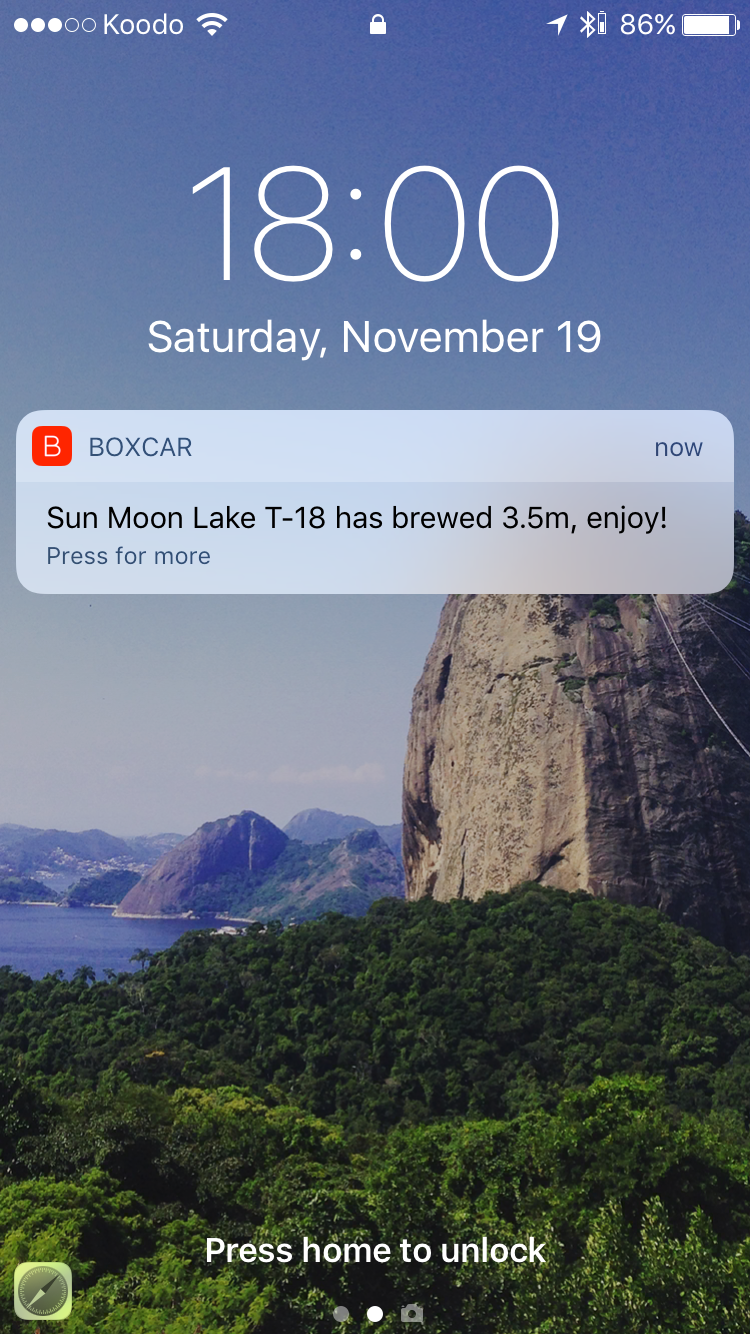 Koodo 86%
18:00
Saturday, November 19
B BOXCAR now
Sun Moon Lake T-18 has brewed 3.5m, enjoy!
Press for more
Press home to unlock